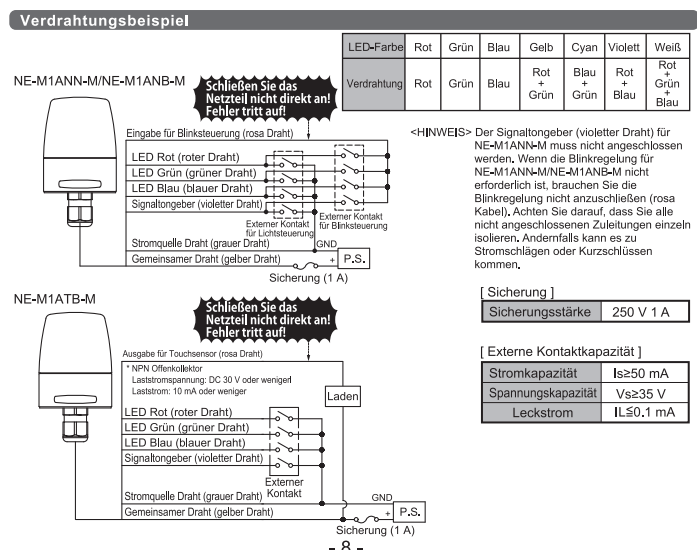 Verdrahtungsbeispiel
LED-Farbe Rot Grün Blau Gelb Cyan Violett Weiß
Verdrahtung Rot Grün Blau Rot + Grün Blau + Grün Rot + Blau Rot + Grün + Blau
NE-M1ANN-M/NE-M1ANB-M
Schließen Sie das
Netzteil nicht direkt an!
Fehler tritt auf!
Eingabe für Blinksteuerung (rosa Draht)
LED Rot (roter Draht)
LED Grün (grüner Draht)
LED Blau (blauer Draht)
Signaltongeber (violetter Draht)
Externer Kontakt
für Lichtsteuerung
Externer Kontakt
für Blinksteuerung
Stromquelle Draht (grauer Draht)
GND
Gemeinsamer Draht (gelber Draht)
+ P.S.
Sicherung (1 A)
<HINWEIS> Der Signaltongeber (violetter Draht) für
NE-M1ANN-M muss nicht angeschlossen
werden. Wenn die Blinkregelung für
NE-M1ANN-M/NE-M1ANB-M nicht
erforderlich ist, brauchen Sie die
Blinkregelung nicht anzuschließen (rosa
Kabel). Achten Sie darauf, dass Sie alle
nicht angeschlossenen Zuleitungen einzeln
isolieren. Andernfalls kann es zu
Stromschlägen oder Kurzschlüssen
kommen.
[ Sicherung ]
Sicherungsstärke 250 V 1 A
[ Externe Kontaktkapazität ]
Stromkapazität Is≥50 mA
Spannungskapazität Vs≥35 V
Leckstrom IL≦0.1 mA
NE-M1ATB-M
Schließen Sie das
Netzteil nicht direkt an!
Fehler tritt auf!
Ausgabe für Touchsensor (rosa Draht)
* NPN Offenkollektor
Laststromspannung: DC 30 V oder wenigerl
Laststrom: 10 mA oder weniger
Laden
LED Rot (roter Draht)
LED Grün (grüner Draht)
LED Blau (blauer Draht)
Signaltongeber (violetter Draht)
Externer
Kontakt
Stromquelle Draht (grauer Draht)
GND
Gemeinsamer Draht (gelber Draht)
+ P.S.
Sicherung (1 A)
- 8 -